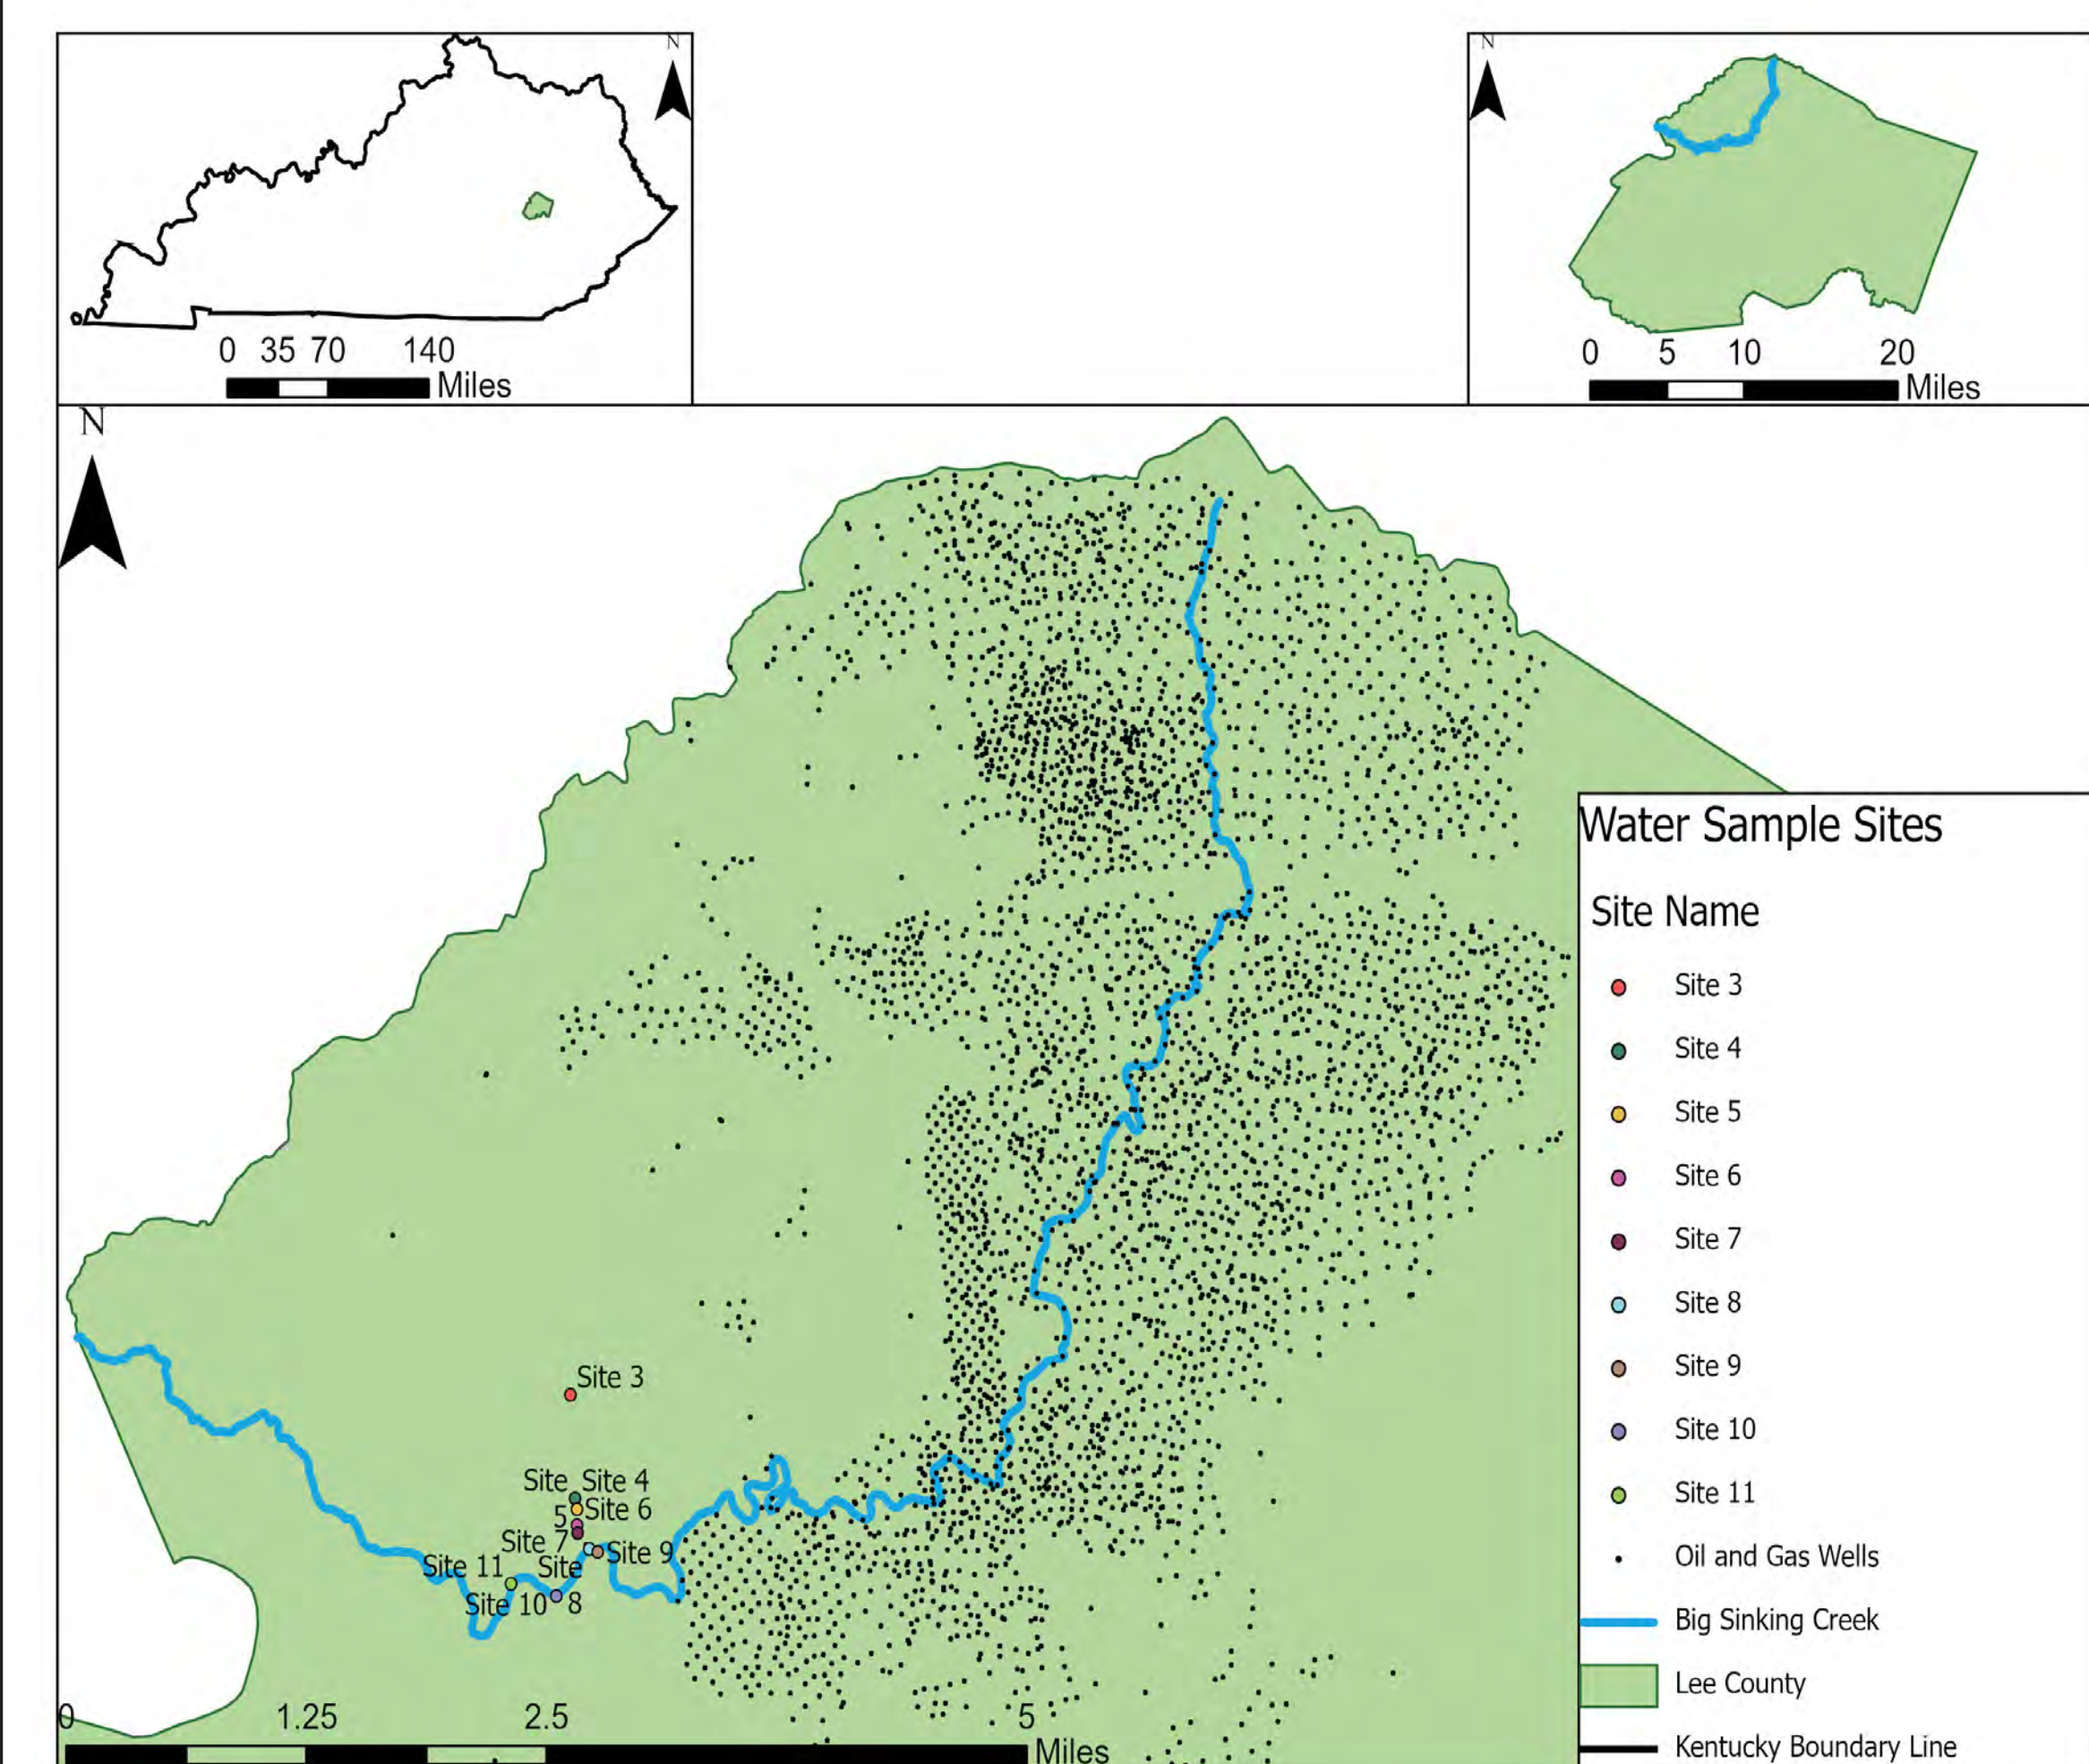 N
0 35 70 140
Miles
N
0 5 10 20
Miles
N
Site 3
Site Site 4
5 Site 6
Site 7
Site 9
Site 11 Site
Site 10 8
0 1.25 2.5 5
Miles
Water Sample Sites
Site Name
Site 3
Site 4
Site 5
Site 6
Site 7
Site 8
Site 9
Site 10
Site 11
Oil and Gas Wells
Big Sinking Creek
Lee County
Kentucky Boundary Line